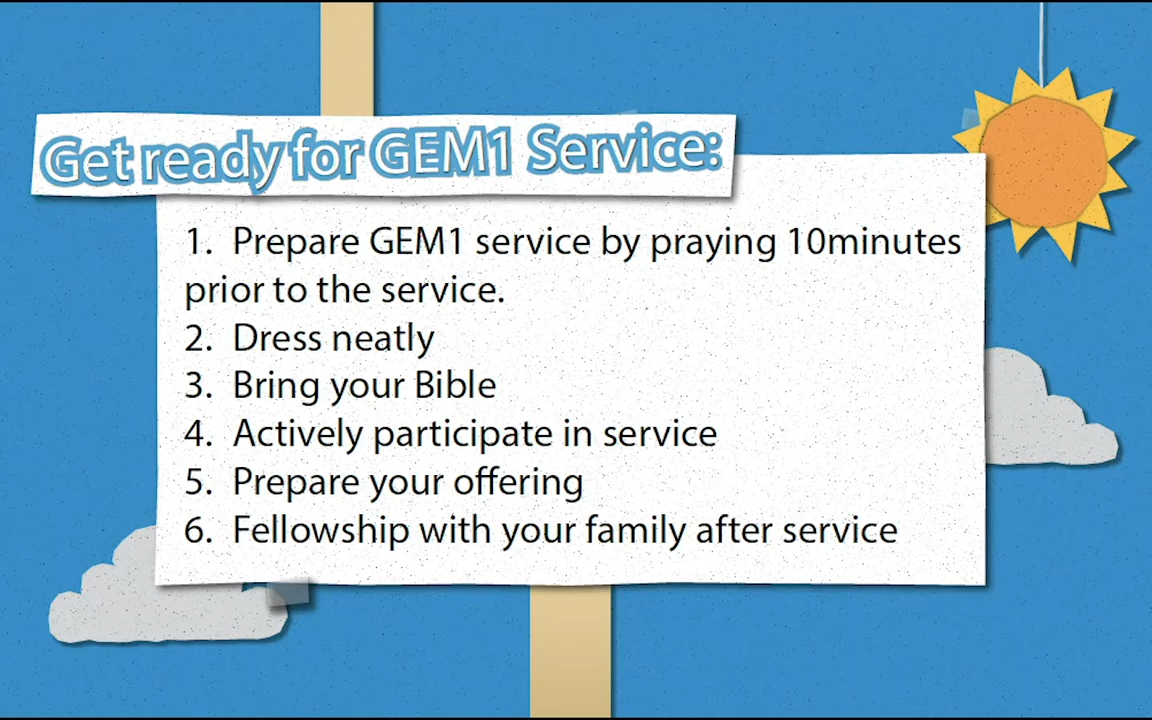 Get ready for GEM1 Service:
1. Prepare GEM1 service by praying 10minutes
prior to the service.
2. Dress neatly
3. Bring your Bible
4. Actively participate in service
5. Prepare your offering
6. Fellowship with your family after service